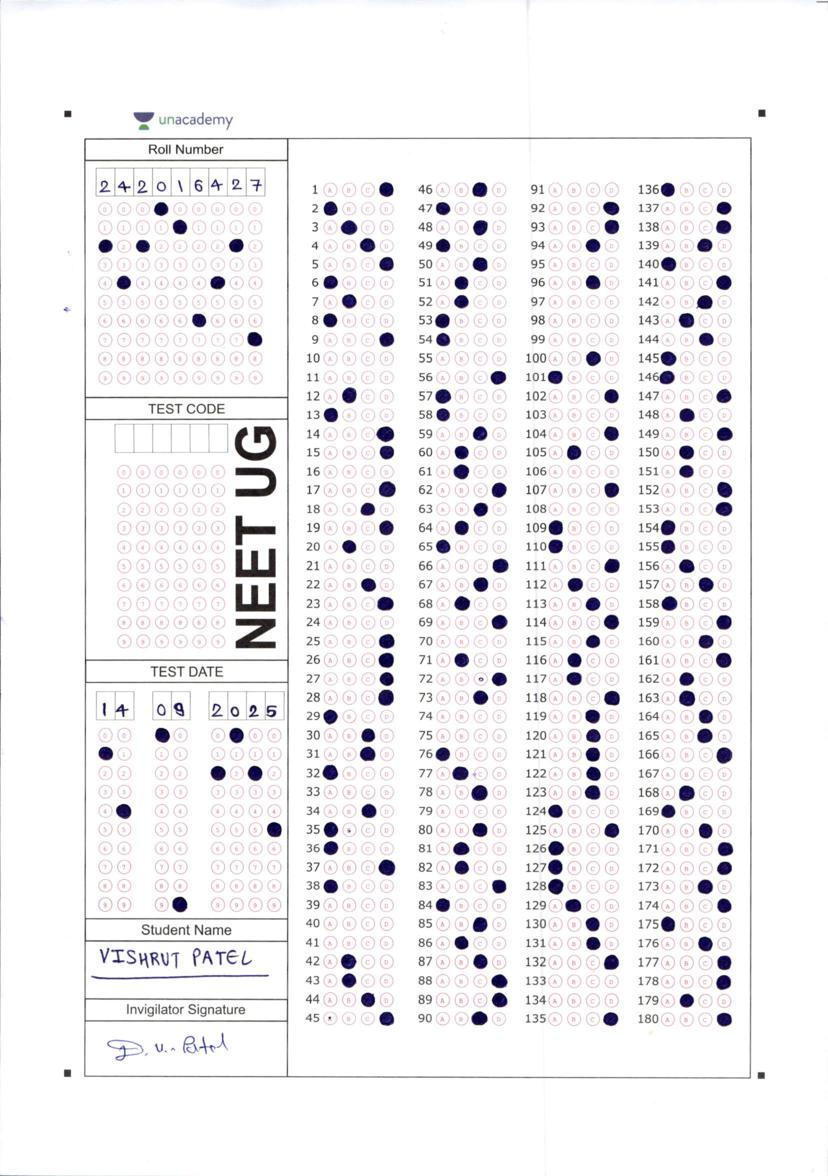 unacademy
Roll Number
2 4 2 0 1 6 4 2 7
TEST CODE
NEET UG
TEST DATE
1 4 0 9 2 0 2 5
Student Name
VISHRUT PATEL
Invigilator Signature
1 A B C
2 B C D
3 A C D
4 A B D
5 A B C
6 B C D
7 A C D
8 B C D
9 A B C
10 A B C D
11 A B C D
12 A C D
13 B C D
14 A B C
15 A B C
16 A B C D
17 A B C
18 A B D
19 A B C
20 A C D
21 A B C D
22 A B D
23 A B C
24 A B C D
25 A B C
26 A B C
27 A B C
28 A B C
29 B C D
30 A B D
31 A B D
32 B C D
33 A B C D
34 A B D
35 C D
36 B C D
37 A B C
38 B C D
39 A B C D
40 A B C D
41 A B C D
42 A C D
43 A C D
44 A B D
45 B C
46 A B D
47 B C D
48 A B D
49 B C D
50 A B D
51 A C D
52 A C D
53 B C D
54 B C D
55 A B C D
56 A B C
57 B C D
58 B C D
59 A B D
60 A C D
61 A C D
62 A B C
63 A B D
64 A C D
65 B C D
66 A B C
67 A B D
68 A C D
69 A B C
70 A B C D
71 A C D
72 A B
73 A B D
74 A B C D
75 A B C D
76 B C D
77 A C D
78 A B D
79 A B C D
80 A B D
81 A C D
82 A C D
83 A B C
84 B C D
85 A B D
86 A C D
87 A B D
88 A B C
89 A B C
90 A B D
91 A B C D
92 A B C
93 A B C
94 A B D
95 A B C D
96 A B D
97 A B C D
98 A B C D
99 A B C D
100 A B D
101 B C D
102 A B C
103 A B C D
104 A B C
105 A C D
106 A B C D
107 A B C
108 A B C D
109 B C D
110 B C D
111 A B C
112 A C D
113 A B D
114 A B C
115 A B D
116 A C D
117 A C D
118 A B C
119 A B D
120 A B D
121 A B D
122 A B D
123 A B D
124 B C D
125 A B C
126 B C D
127 B C D
128 B C D
129 A C D
130 A B D
131 A B D
132 A B C
133 A B C D
134 A B C D
135 A B C
136 B C D
137 A B C
138 A B C
139 A B D
140 B C D
141 A B C
142 A B D
143 A C D
144 A B D
145 B C D
146 B C D
147 A B C
148 A C D
149 A B C
150 A C D
151 A C D
152 A B C
153 A B C
154 B C D
155 B C D
156 A C D
157 A B D
158 B C D
159 A B C
160 A B D
161 A B C
162 A C D
163 A C D
164 A B D
165 A B D
166 A B C
167 A B C D
168 A C D
169 B C D
170 A B D
171 A B C
172 A B C
173 A B D
174 A B C
175 B C D
176 A B D
177 A B C
178 A B C
179 A C D
180 A B C